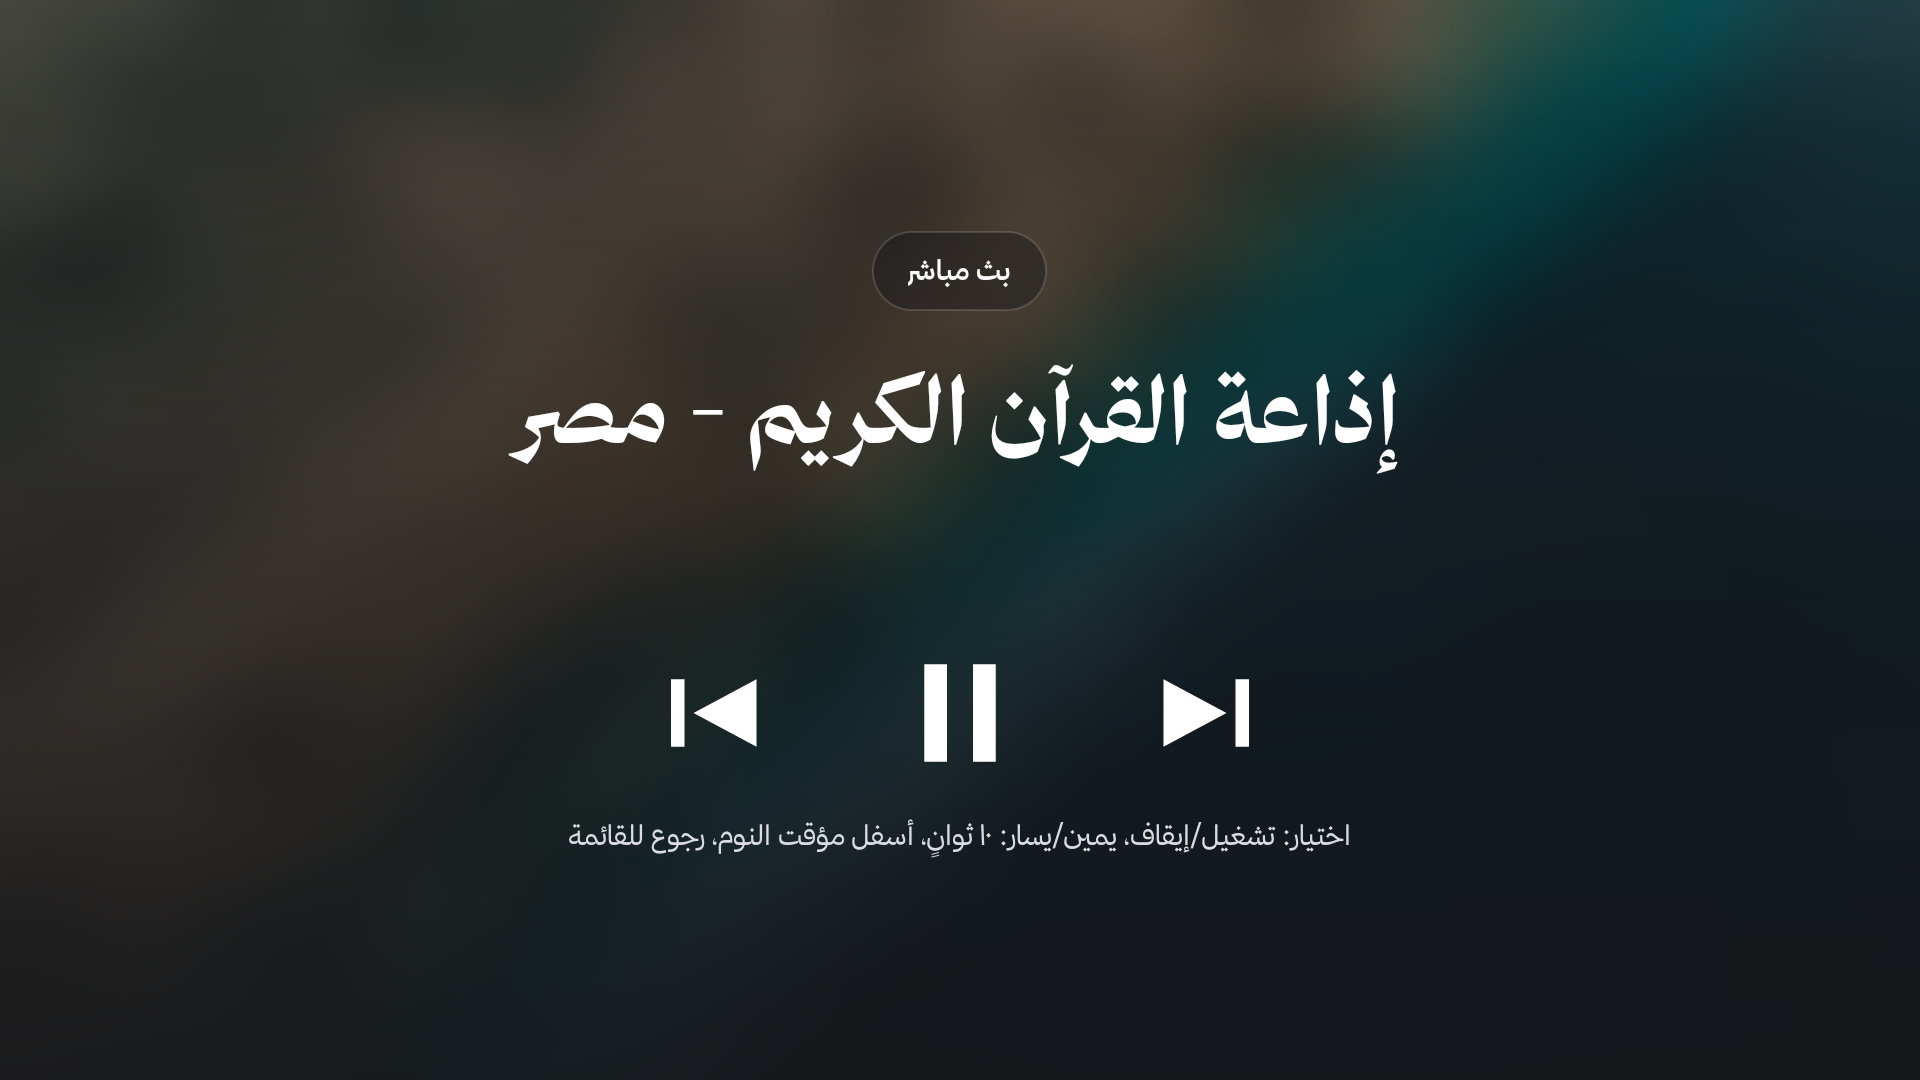 بث مباشر
إذاعة القرآن الكريم - مصر
اختيار: تشغيل/إيقاف، يمين/يسار: ١٠ ثوانٍ، أسفل مؤقت النوم، رجوع للقائمة